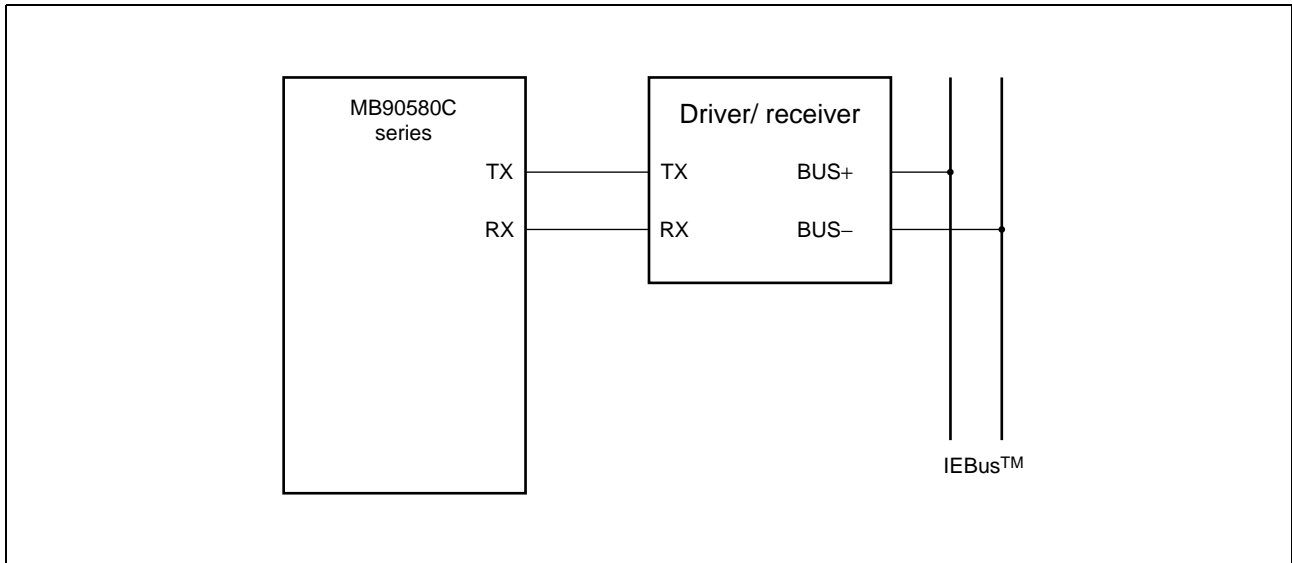 MB90580C
series
TX
RX
Driver/ receiver
TX
BUS+
RX
BUS−
IEBus™